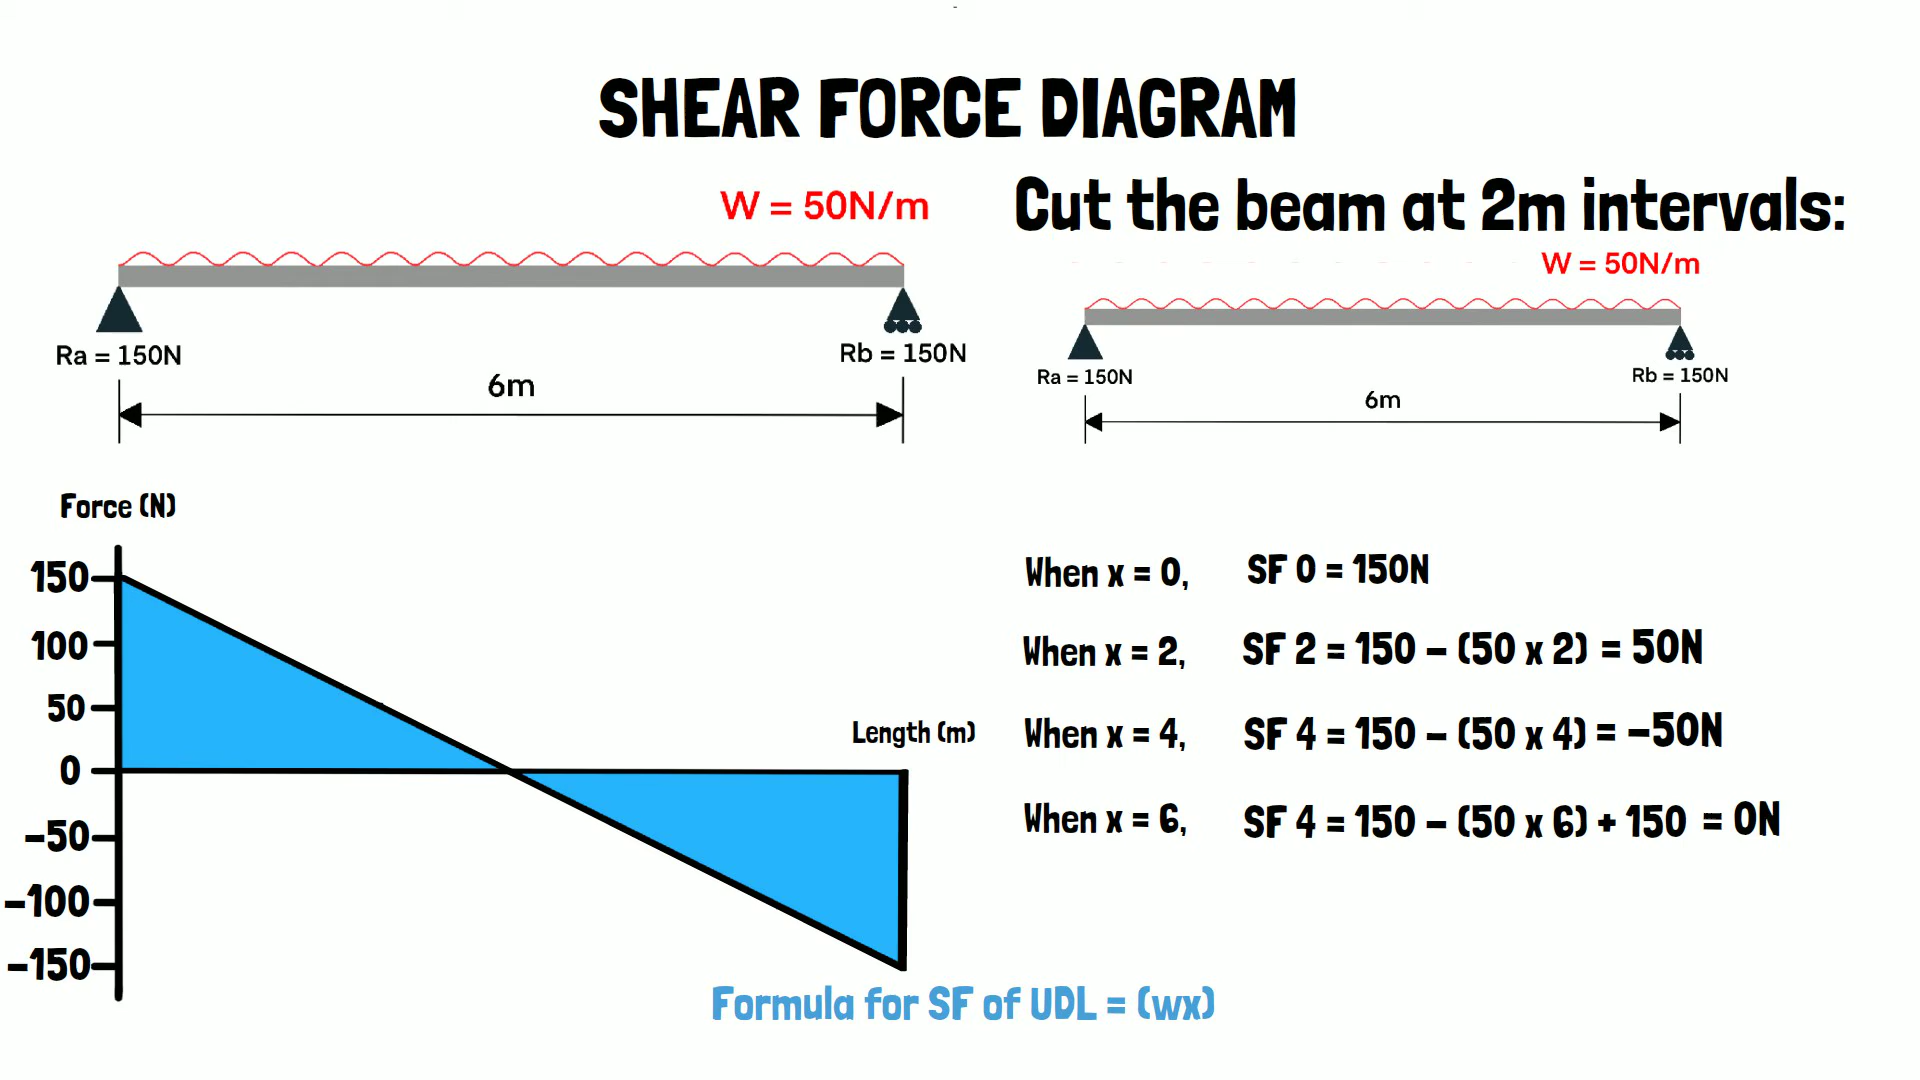 SHEAR FORCE DIAGRAM
W = 50N/m
Ra = 150N
Rb = 150N
6m
Cut the beam at 2m intervals:
W = 50N/m
Ra = 150N
Rb = 150N
6m
Force (N)
150
100
50
0
-50
-100
-150
Length (m)
When x = 0, SF 0 = 150N
When x = 2, SF 2 = 150 - (50 x 2) = 50N
When x = 4, SF 4 = 150 - (50 x 4) = -50N
When x = 6, SF 4 = 150 - (50 x 6) + 150 = 0N
Formula for SF of UDL = (wx)